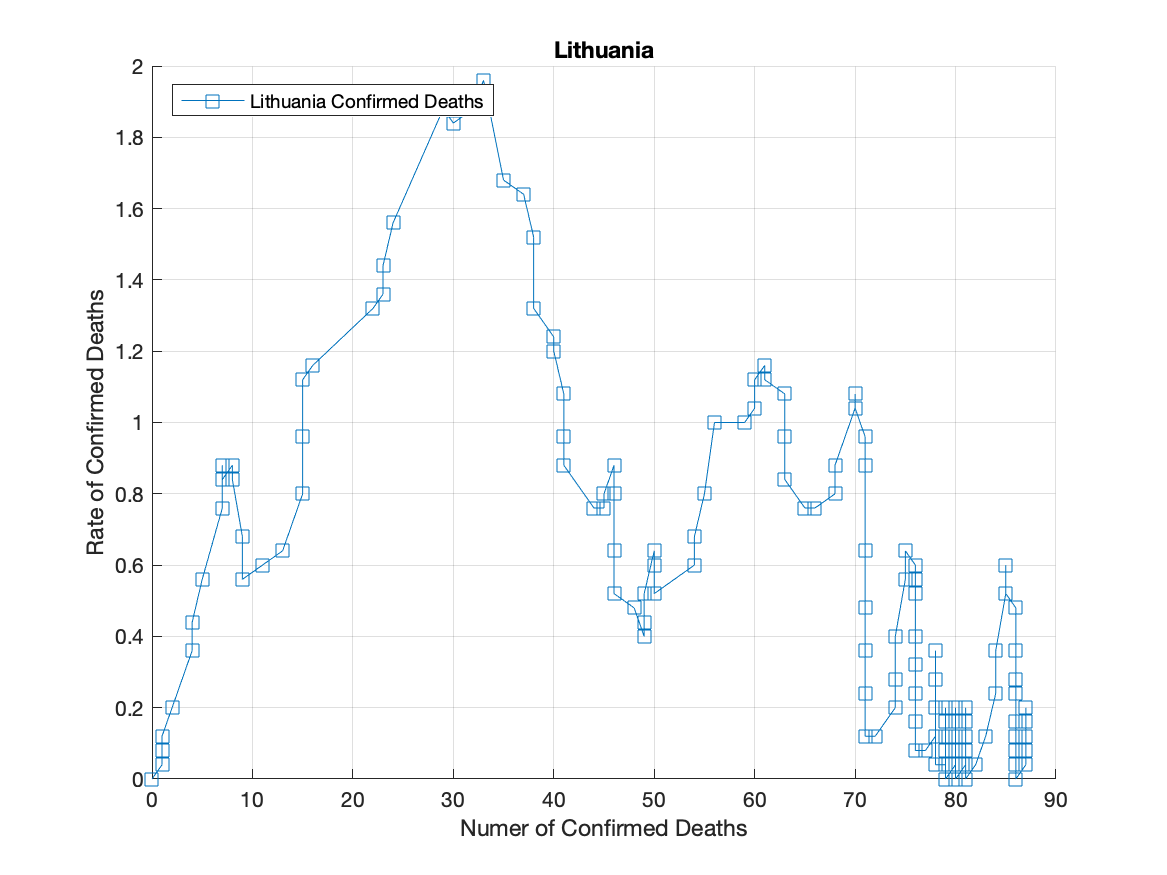 Lithuania
Lithuania Confirmed Deaths
2
1.8
1.6
1.4
1.2
1
0.8
0.6
0.4
0.2
0
Rate of Confirmed Deaths
0 10 20 30 40 50 60 70 80 90
Numer of Confirmed Deaths